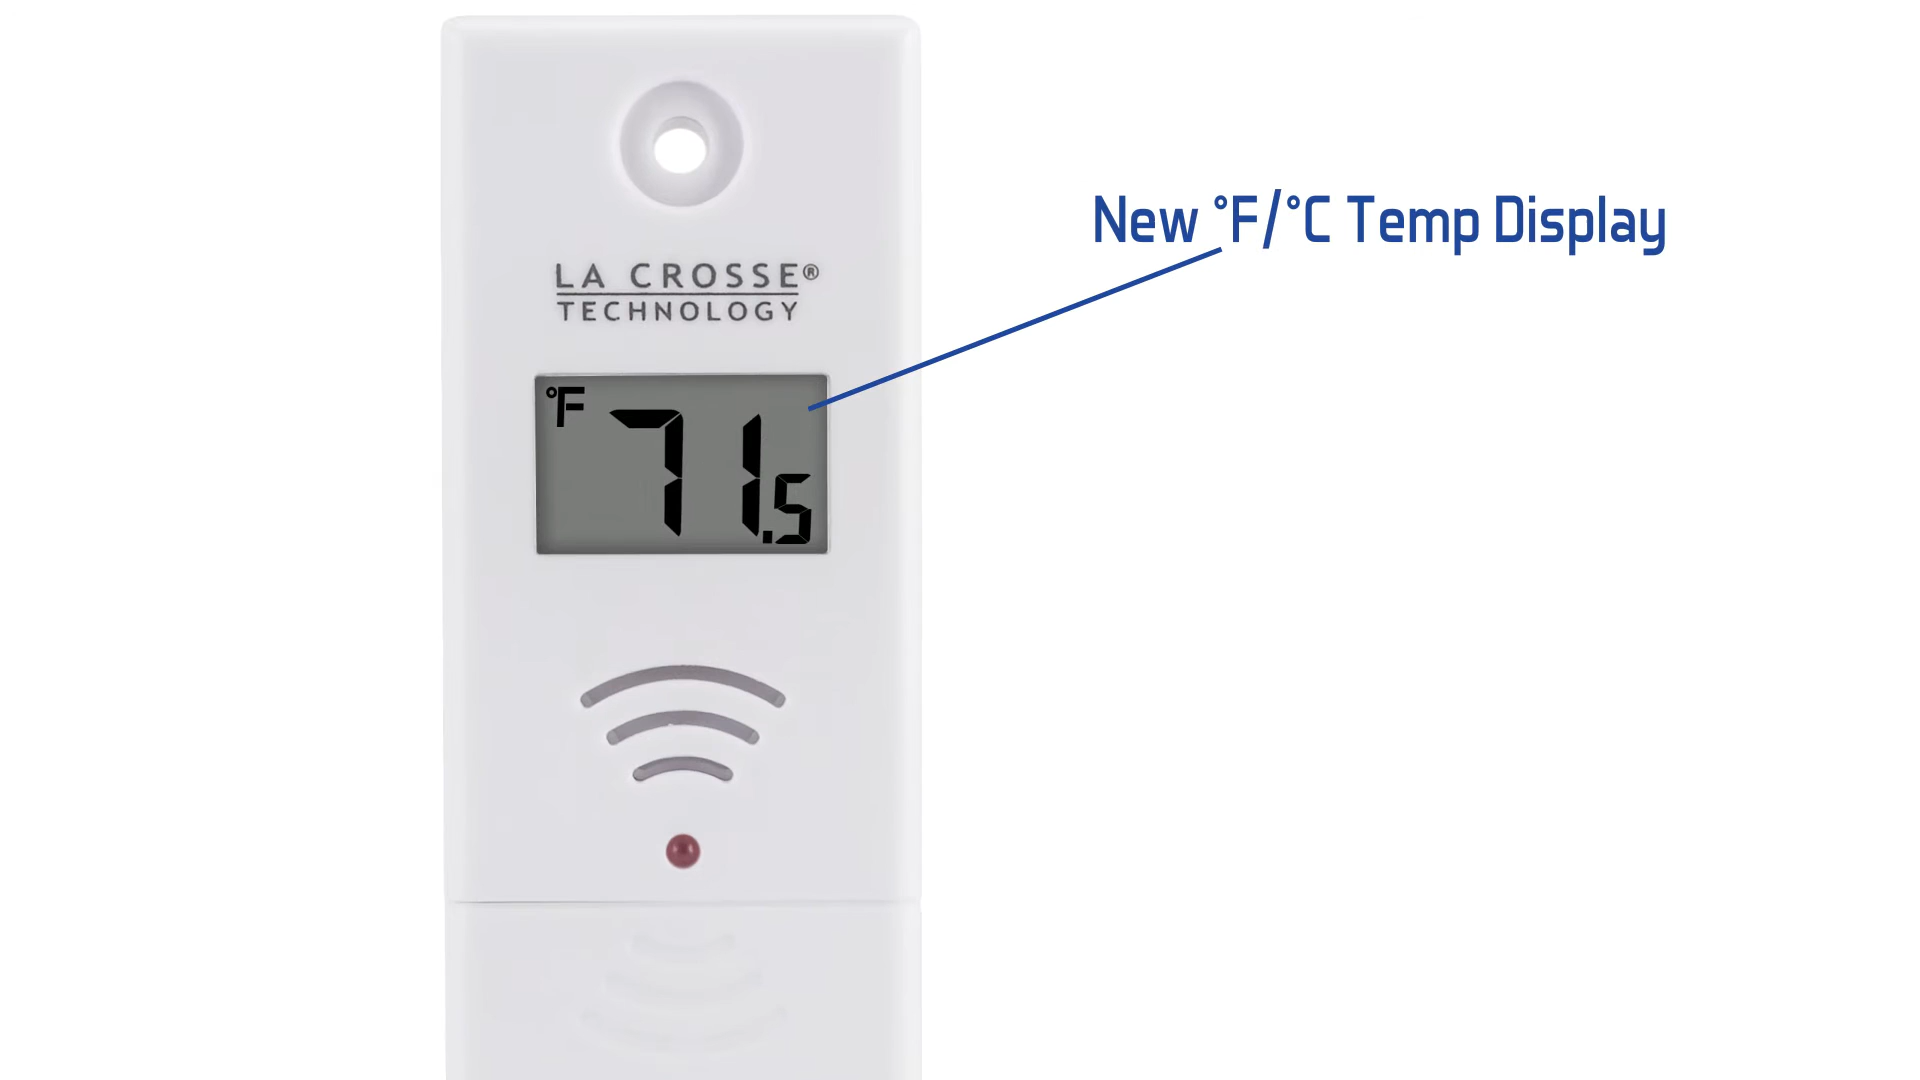 New °F/°C Temp Display
LA CROSSE®
TECHNOLOGY
°F
71.5